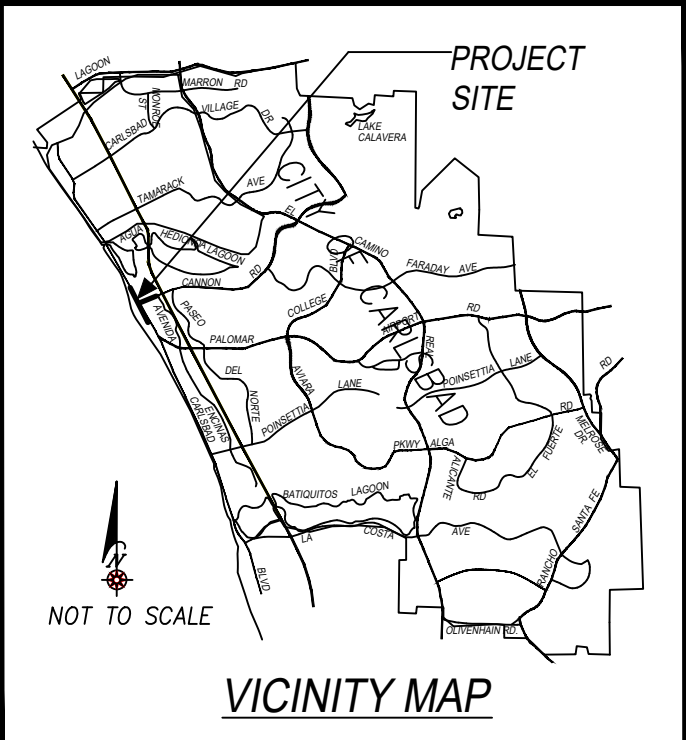 LAGOON
PROJECT
SITE
MARRON RD
MONROE
ST
VILLAGE DR
CARLSBAD
LAKE
CALAVERA
TAMARACK AVE
CITY OF CARLSBAD
EL CAMINO REAL
AGUA HEDIONDA LAGOON
CANNON RD
FARADAY AVE
COLLEGE BLVD
AVENIDA ENCINAS
PASEO DEL NORTE
PALOMAR AIRPORT RD
AVIARA PKWY
POINSETTIA LANE
POINSETTIA LANE
RD
CARLSBAD BLVD
ALGA RD
MELROSE
DR.
EL FUERTE
ALICANTE RD
BATIQUITOS LAGOON
LA COSTA AVE
RANCHO SANTA FE
OLIVENHAIN RD.
N
NOT TO SCALE
VICINITY MAP